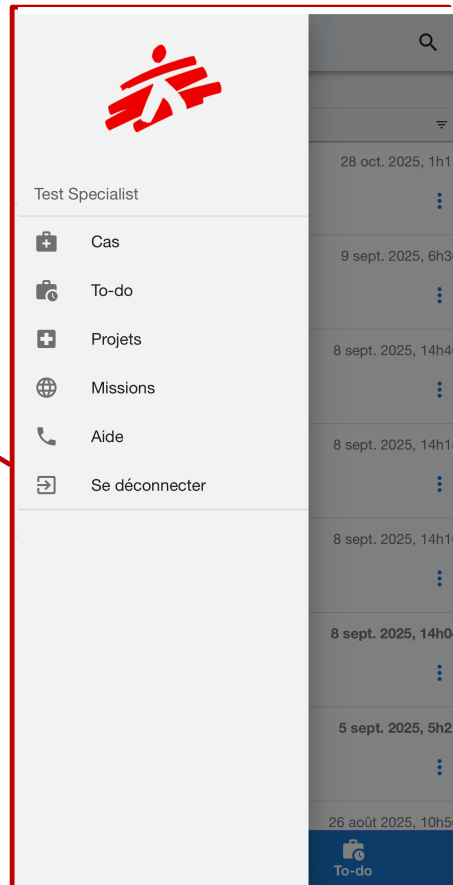 Test Specialist
Cas
To-do
Projets
Missions
Aide
Se déconnecter
28 oct. 2025, 1h1
9 sept. 2025, 6h3
8 sept. 2025, 14h4
8 sept. 2025, 14h1
8 sept. 2025, 14h1
8 sept. 2025, 14h0
5 sept. 2025, 5h2
26 août 2025, 10h5
To-do